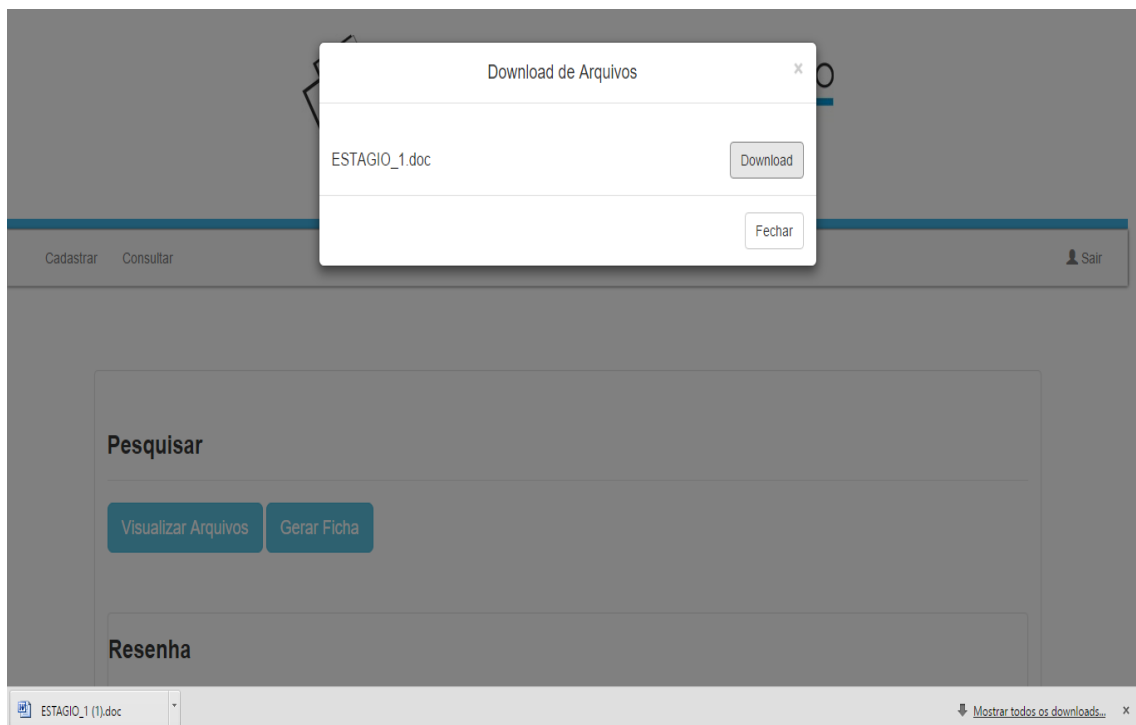 Download de Arquivos x
O
ESTAGIO_1.doc Download
Fechar
Cadastrar Consultar Sair
Pesquisar
Visualizar Arquivos Gerar Ficha
Resenha
ESTAGIO_1 (1).doc Mostrar todos os downloads... x